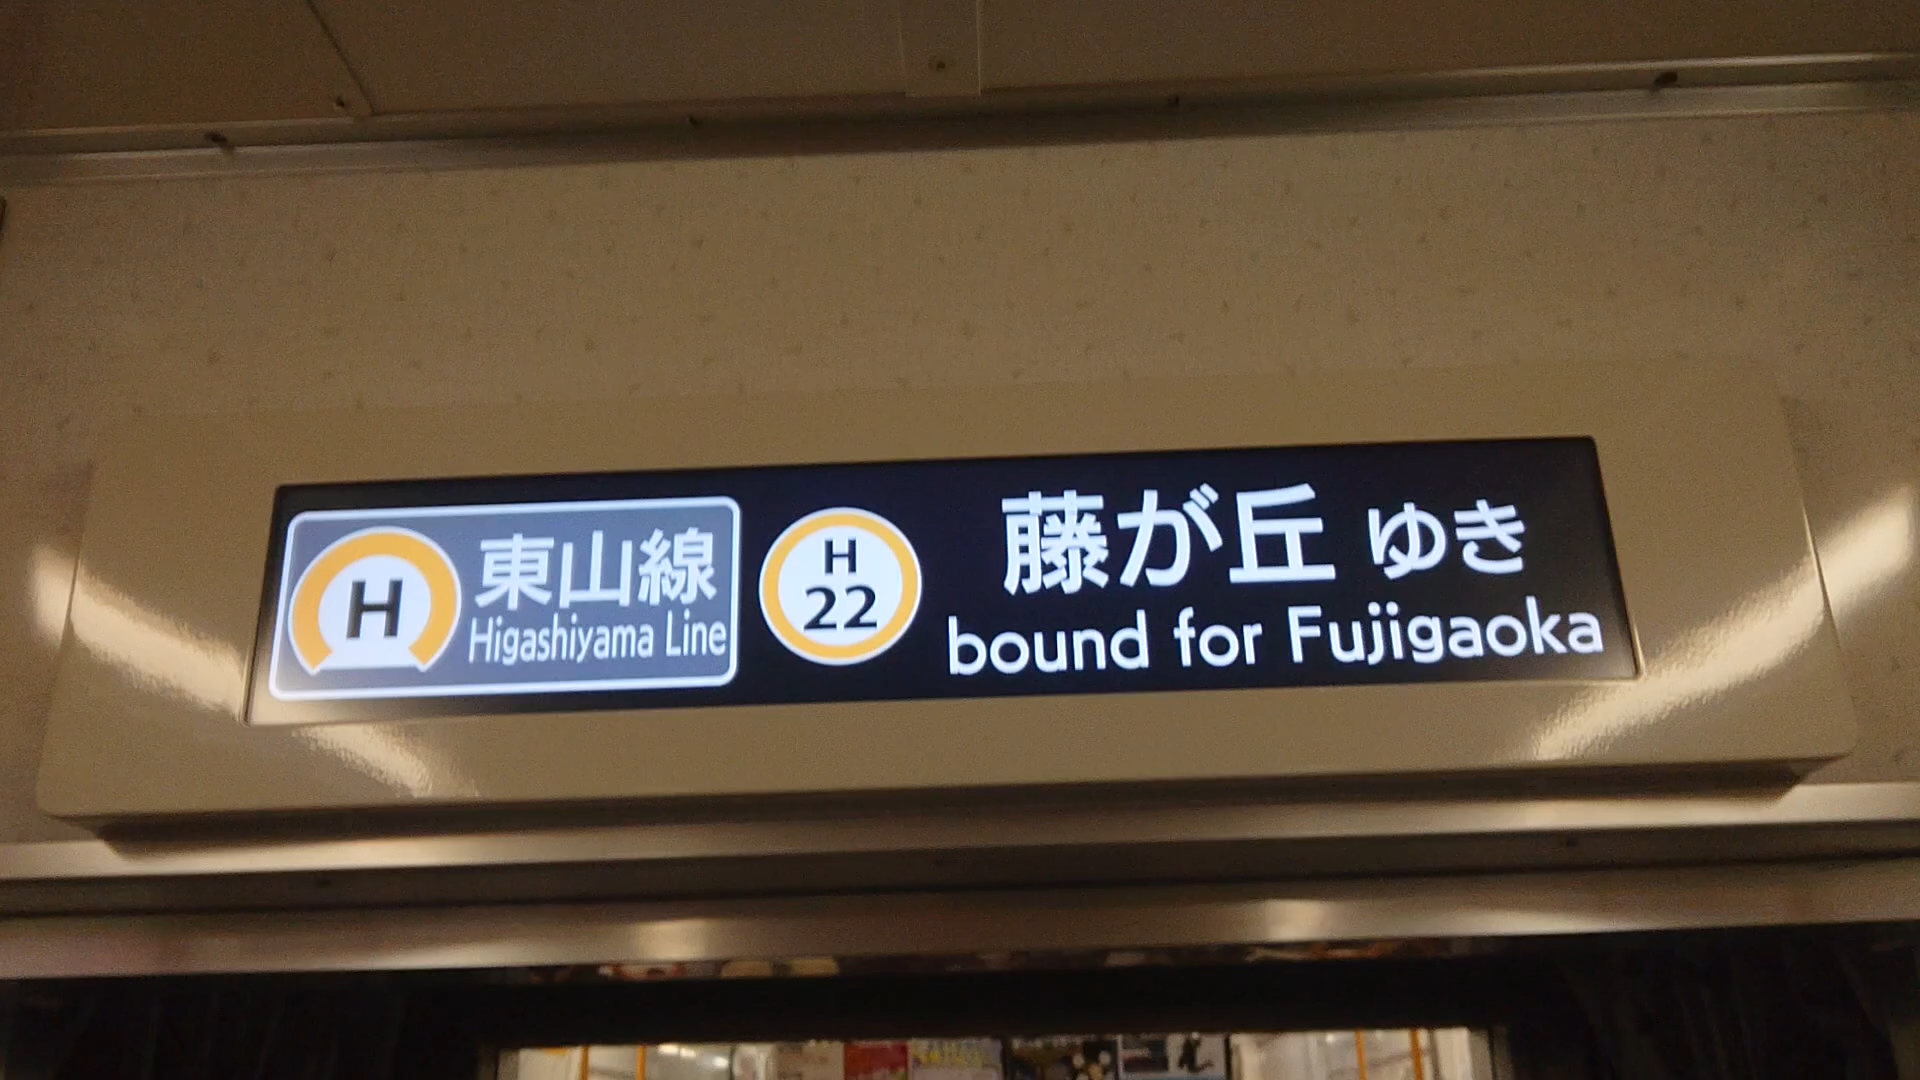 H
東山線
Higashiyama Line
H
22
藤が丘 ゆき
bound for Fujigaoka